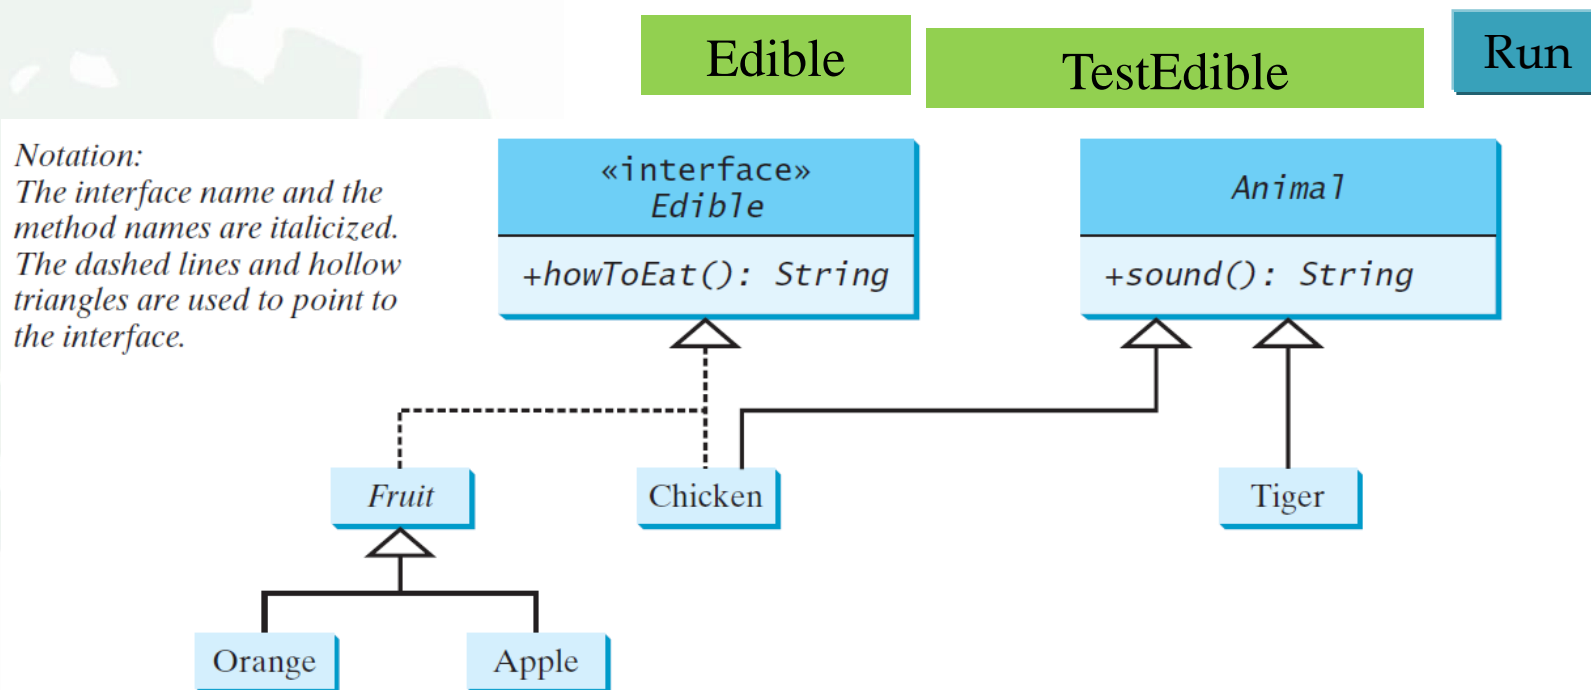 Edible
TestEdible
Run
Notation:
The interface name and the
method names are italicized.
The dashed lines and hollow
triangles are used to point to
the interface.
«interface»
Edible
+howToEat(): String
Animal
+sound(): String
Fruit
Chicken
Tiger
Orange
Apple